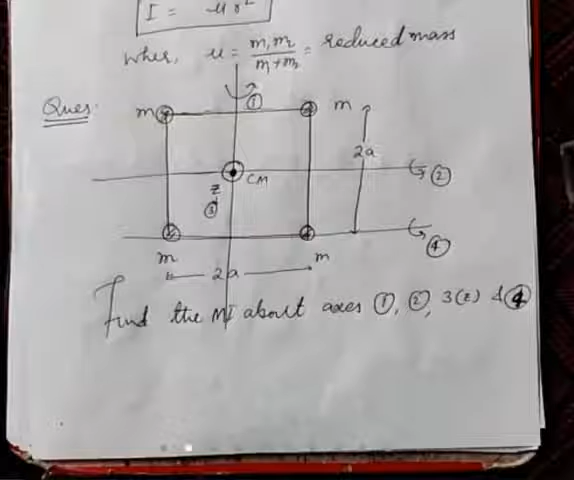 I = μr²
wher, μ = m₁m₂/m₁+m₂ = reduced mass
Ques.
①
m
m
2a
②
CM
z
③
④
m
2a
m
Find the MI about axes ①, ②, 3(z) & ④